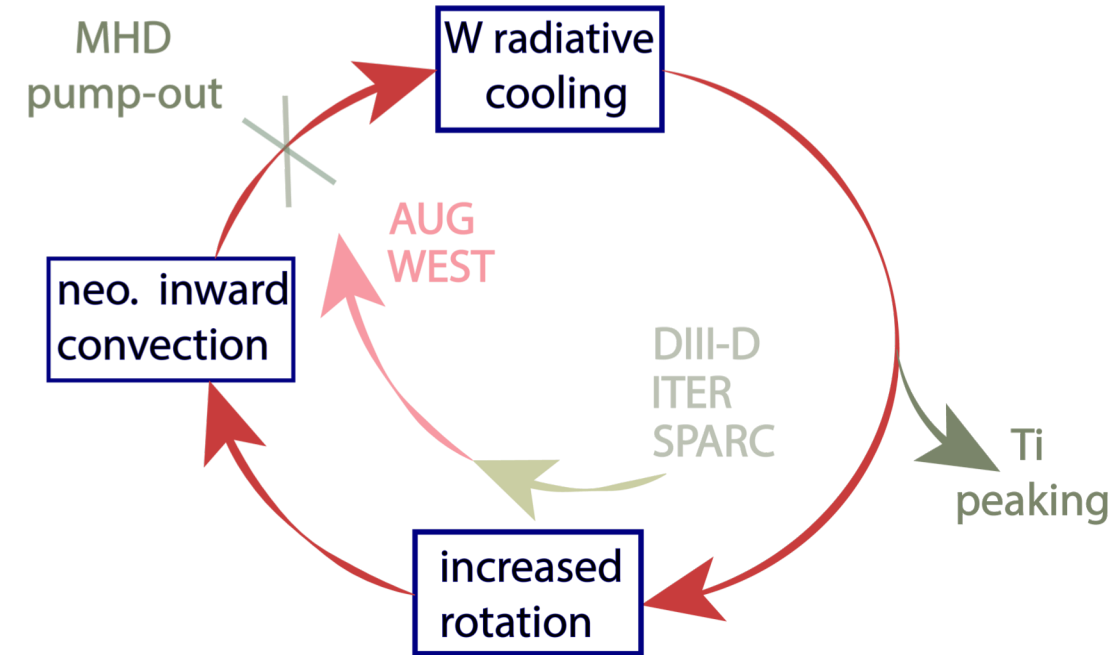 MHD
pump-out
W radiative
cooling
AUG
WEST
neo. inward
convection
DIII-D
ITER
SPARC
Ti
peaking
increased
rotation